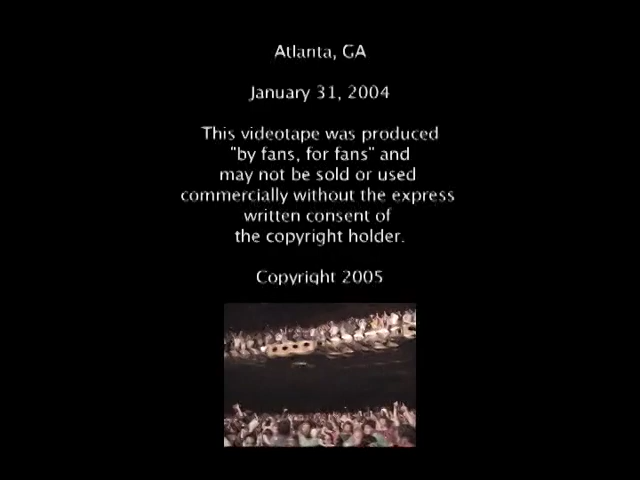 Atlanta, GA
January 31, 2004
This videotape was produced
"by fans, for fans" and
may not be sold or used
commercially without the express
written consent of
the copyright holder.
Copyright 2005